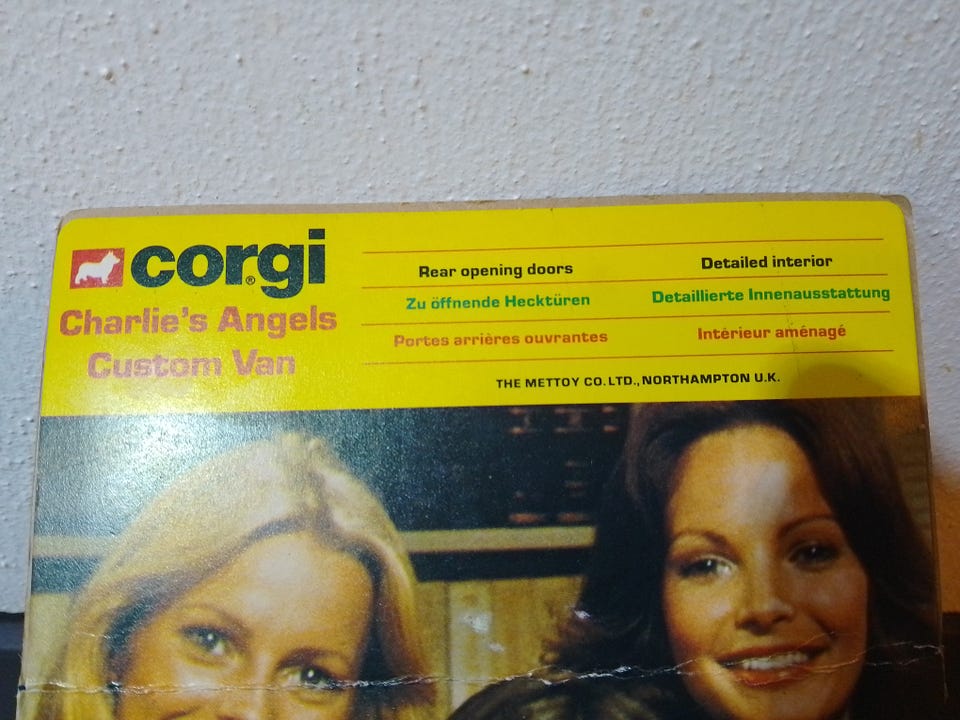 corgi®
Charlie's Angels
Custom Van
Rear opening doors
Detailed interior
Zu öffnende Hecktüren
Detaillierte Innenausstattung
Portes arrières ouvrantes
Intérieur aménagé
THE METTOY CO. LTD., NORTHAMPTON U.K.